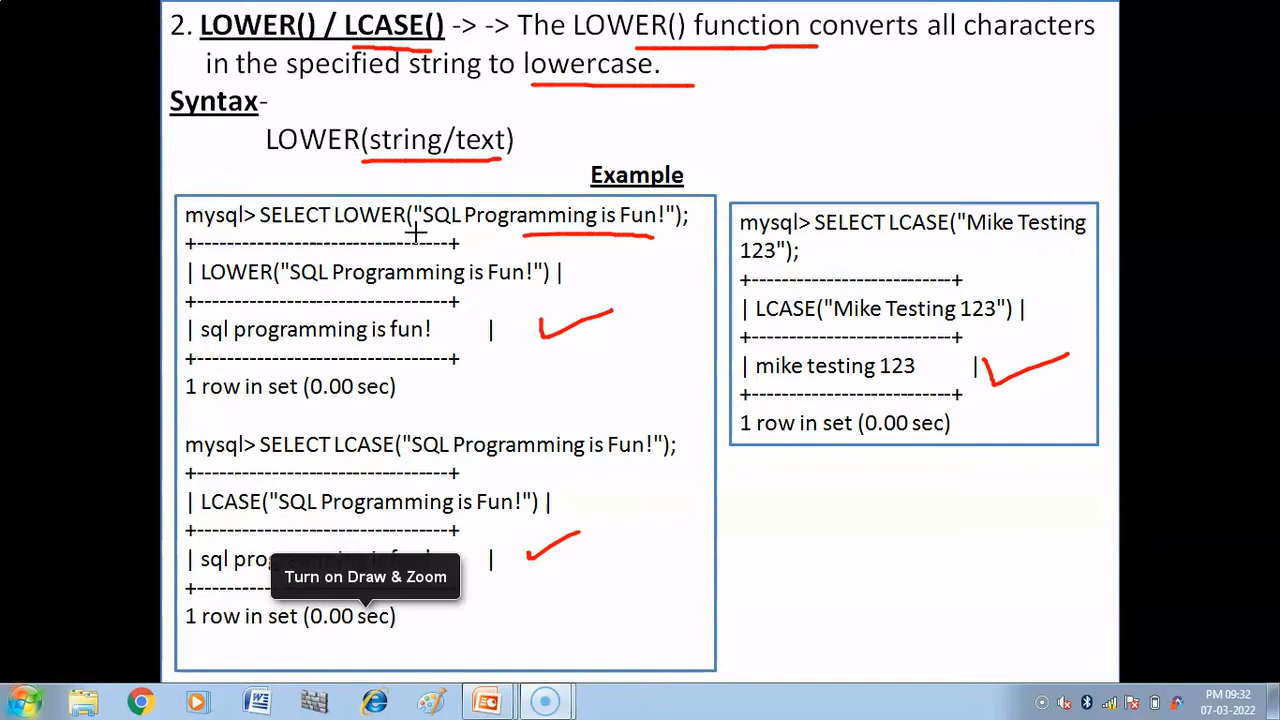 2. LOWER() / LCASE() -> -> The LOWER() function converts all characters
in the specified string to lowercase.
Syntax-
LOWER(string/text)
Example
mysql> SELECT LOWER("SQL Programming is Fun!");
+----------------------------------+
| LOWER("SQL Programming is Fun!") |
+----------------------------------+
| sql programming is fun! |
+----------------------------------+
1 row in set (0.00 sec)
mysql> SELECT LCASE("SQL Programming is Fun!");
+----------------------------------+
| LCASE("SQL Programming is Fun!") |
+----------------------------------+
| sql |
+----------------------------------+
1 row in set (0.00 sec)
Turn on Draw & Zoom
mysql> SELECT LCASE("Mike Testing
123");
+---------------------------+
| LCASE("Mike Testing 123") |
+---------------------------+
| mike testing 123 |
+---------------------------+
1 row in set (0.00 sec)
PM 09:32
07-03-2022